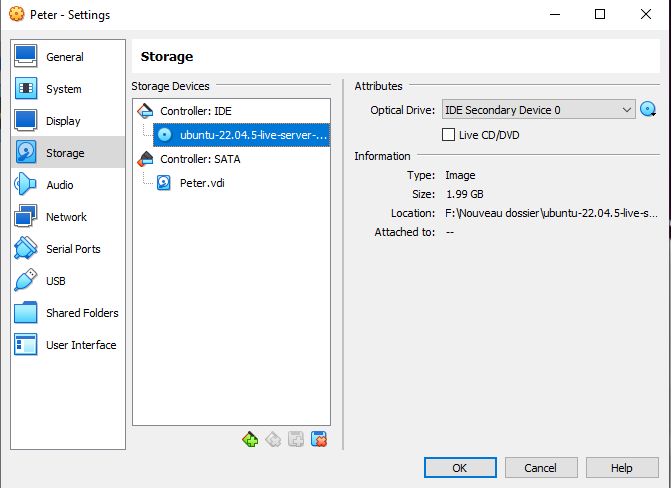 Peter - Settings
General
System
Display
Storage
Audio
Network
Serial Ports
USB
Shared Folders
User Interface
Storage
Storage Devices
Controller: IDE
ubuntu-22.04.5-live-server-...
Controller: SATA
Peter.vdi
Attributes
Optical Drive: IDE Secondary Device 0
Live CD/DVD
Information
Type: Image
Size: 1.99 GB
Location: F:\Nouveau dossier\ubuntu-22.04.5-live-s...
Attached to: --
OK Cancel Help